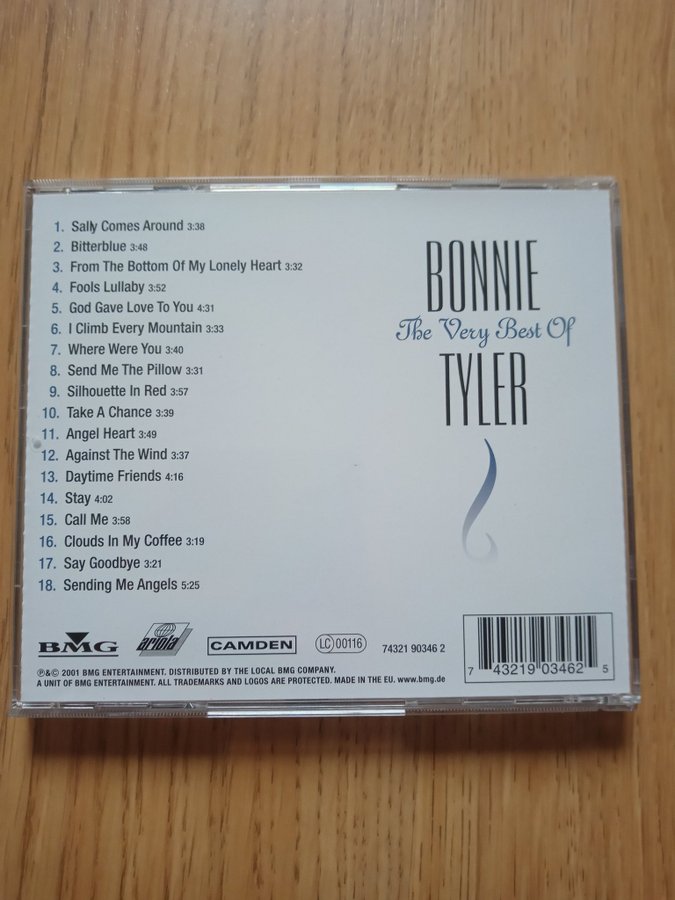 1. Sally Comes Around 3:38
2. Bitterblue 3:48
3. From The Bottom Of My Lonely Heart 3:32
4. Fools Lullaby 3:52
5. God Gave Love To You 4:31
6. I Climb Every Mountain 3:33
7. Where Were You 3:40
8. Send Me The Pillow 3:31
9. Silhouette In Red 3:57
10. Take A Chance 3:39
11. Angel Heart 3:49
12. Against The Wind 3:37
13. Daytime Friends 4:16
14. Stay 4:02
15. Call Me 3:58
16. Clouds In My Coffee 3:19
17. Say Goodbye 3:21
18. Sending Me Angels 5:25
BONNIE
The Very Best Of
TYLER
BMG ariola CAMDEN LC 00116 74321 90346 2
℗&© 2001 BMG ENTERTAINMENT. DISTRIBUTED BY THE LOCAL BMG COMPANY.
A UNIT OF BMG ENTERTAINMENT. ALL TRADEMARKS AND LOGOS ARE PROTECTED. MADE IN THE EU. www.bmg.de
7 43219 03462 5